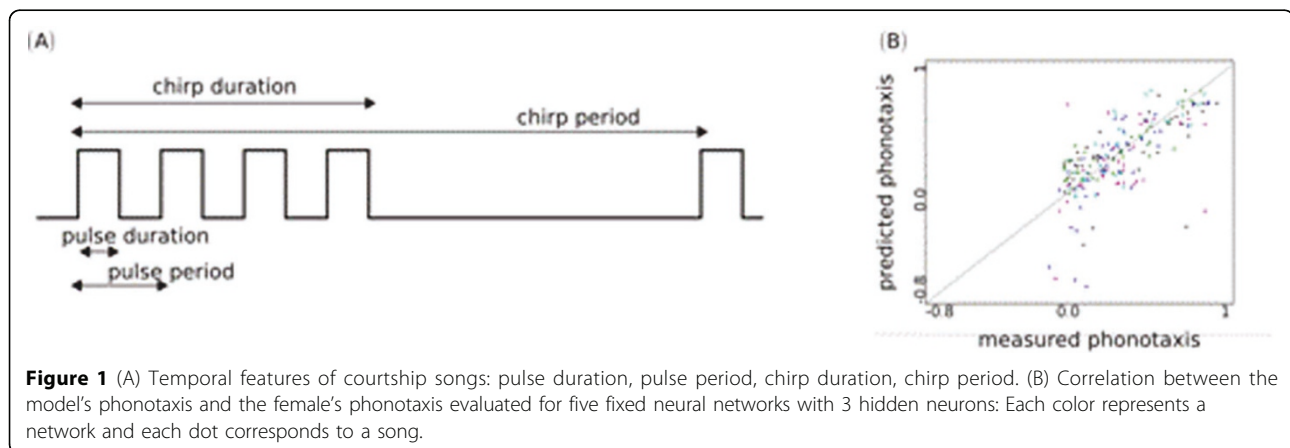 (A)
chirp duration
chirp period
pulse duration
pulse period
(B)
predicted phonotaxis
1
0.0
-0.8
-0.8
0.0
1
measured phonotaxis
Figure 1 (A) Temporal features of courtship songs: pulse duration, pulse period, chirp duration, chirp period. (B) Correlation between the
model's phonotaxis and the female's phonotaxis evaluated for five fixed neural networks with 3 hidden neurons: Each color represents a
network and each dot corresponds to a song.